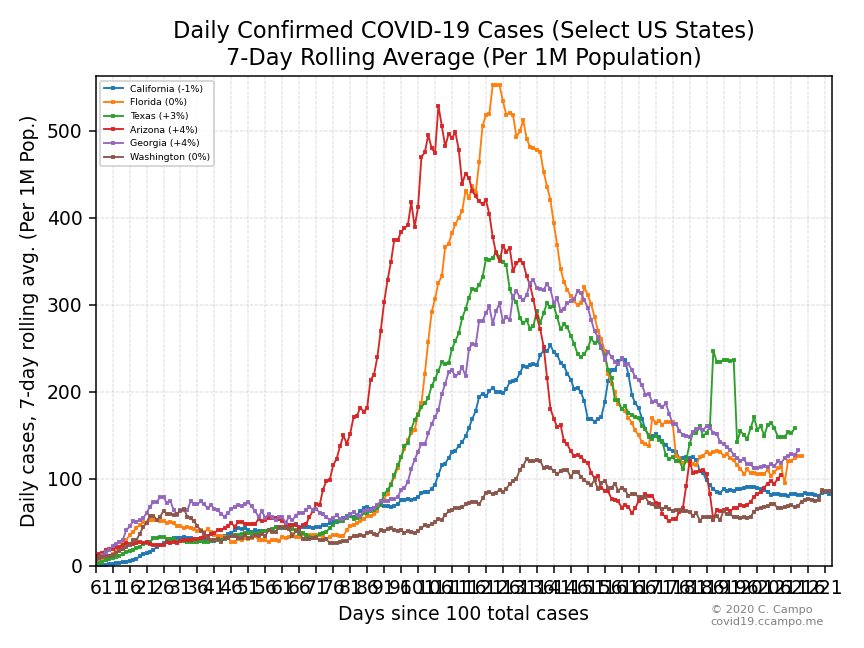 Daily Confirmed COVID-19 Cases (Select US States)
7-Day Rolling Average (Per 1M Population)
California (-1%)
Florida (0%)
Texas (+3%)
Arizona (+4%)
Georgia (+4%)
Washington (0%)
Daily cases, 7-day rolling avg. (Per 1M Pop.)
500
400
300
200
100
0
Days since 100 total cases
© 2020 C. Campo
covid19.ccampo.me